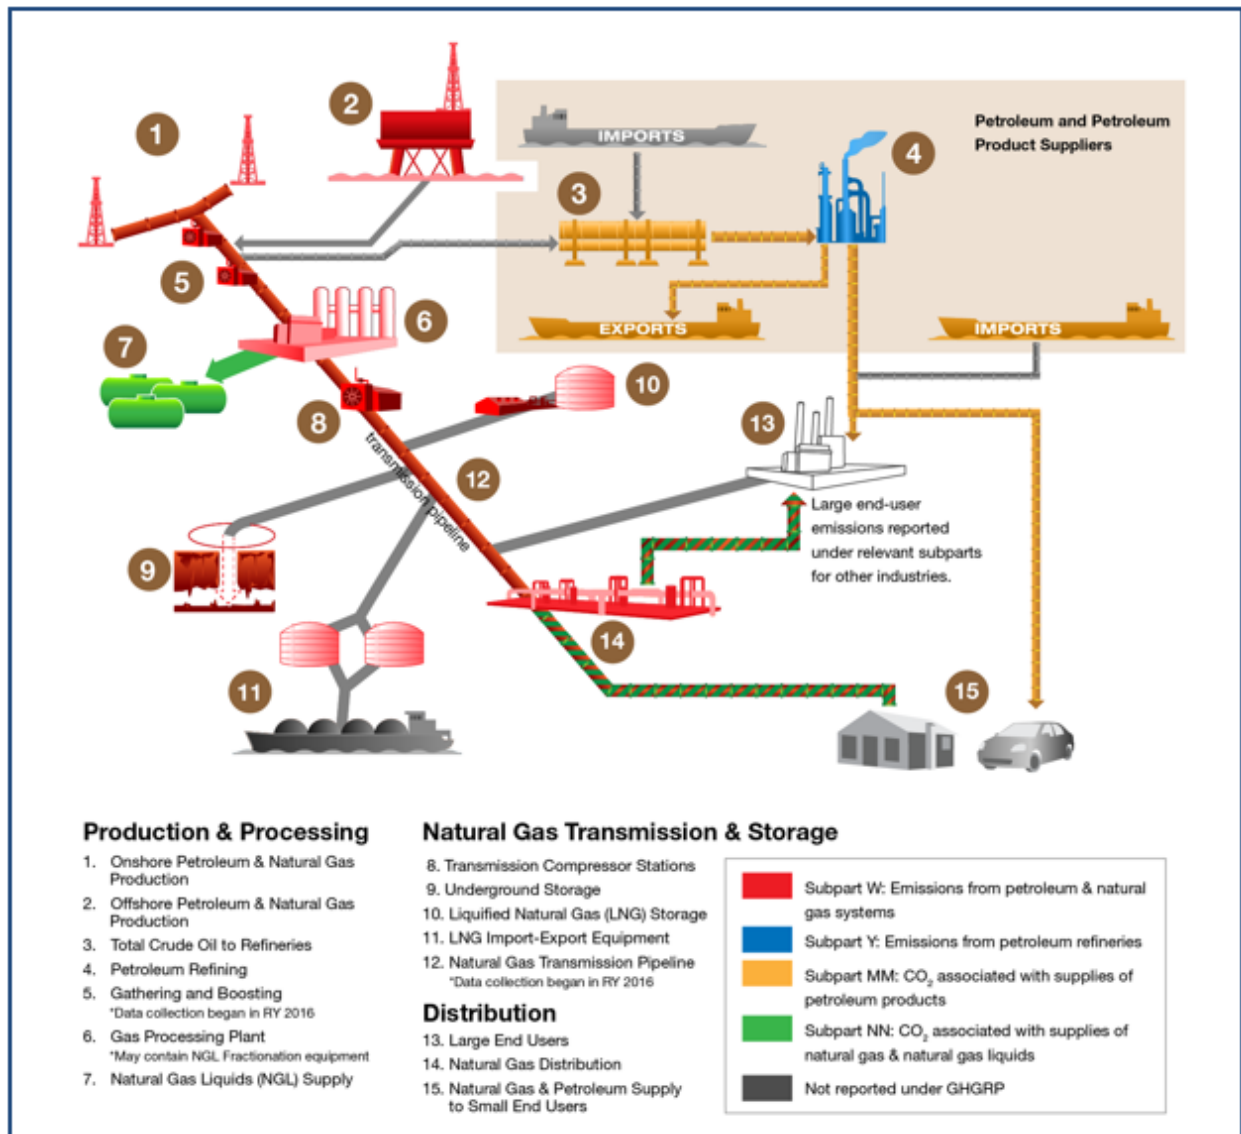 1
2
IMPORTS
Petroleum and Petroleum
Product Suppliers
3
4
5
6
EXPORTS
IMPORTS
7
8
10
13
transmission pipeline
12
Large end-user
emissions reported
under relevant subparts
for other industries.
9
14
11
15
Production & Processing
1. Onshore Petroleum & Natural Gas
Production
2. Offshore Petroleum & Natural Gas
Production
3. Total Crude Oil to Refineries
4. Petroleum Refining
5. Gathering and Boosting
*Data collection began in RY 2016
6. Gas Processing Plant
*May contain NGL Fractionation equipment
7. Natural Gas Liquids (NGL) Supply
Natural Gas Transmission & Storage
8. Transmission Compressor Stations
9. Underground Storage
10. Liquified Natural Gas (LNG) Storage
11. LNG Import-Export Equipment
12. Natural Gas Transmission Pipeline
*Data collection began in RY 2016
Distribution
13. Large End Users
14. Natural Gas Distribution
15. Natural Gas & Petroleum Supply
to Small End Users
Subpart W: Emissions from petroleum & natural
gas systems
Subpart Y: Emissions from petroleum refineries
Subpart MM: CO₂ associated with supplies of
petroleum products
Subpart NN: CO₂ associated with supplies of
natural gas & natural gas liquids
Not reported under GHGRP